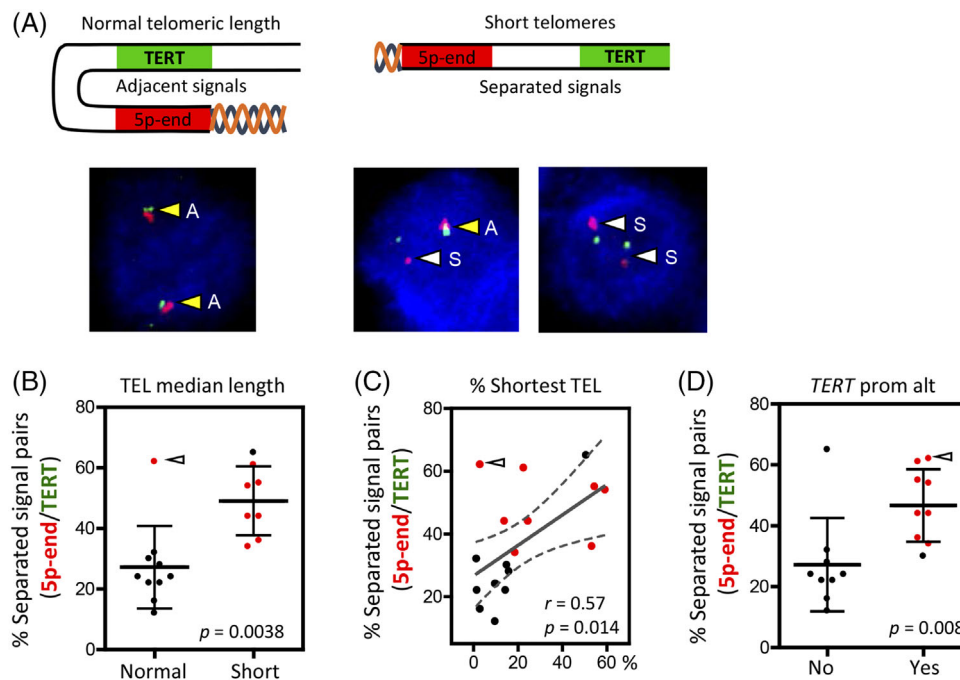 (A)
Normal telomeric length
TERT
Adjacent signals
5p-end
Short telomeres
5p-end
TERT
Separated signals
A
A
A
S
S
S
(B)
TEL median length
% Separated signal pairs
(5p-end/TERT)
80
60
40
20
0
p = 0.0038
Normal
Short
(C)
% Shortest TEL
% Separated signal pairs
(5p-end/TERT)
80
60
40
20
r = 0.57
p = 0.014
0
20
40
60
%
(D)
TERT prom alt
% Separated signal pairs
(5p-end/TERT)
80
60
40
20
0
p = 0.008
No
Yes